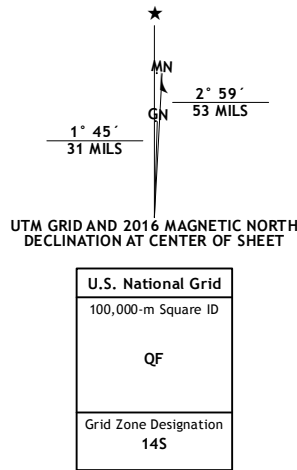 ★
MN
2° 59´
53 MILS
GN
1° 45´
31 MILS
UTM GRID AND 2016 MAGNETIC NORTH
DECLINATION AT CENTER OF SHEET
U.S. National Grid
100,000-m Square ID
QF
Grid Zone Designation
14S